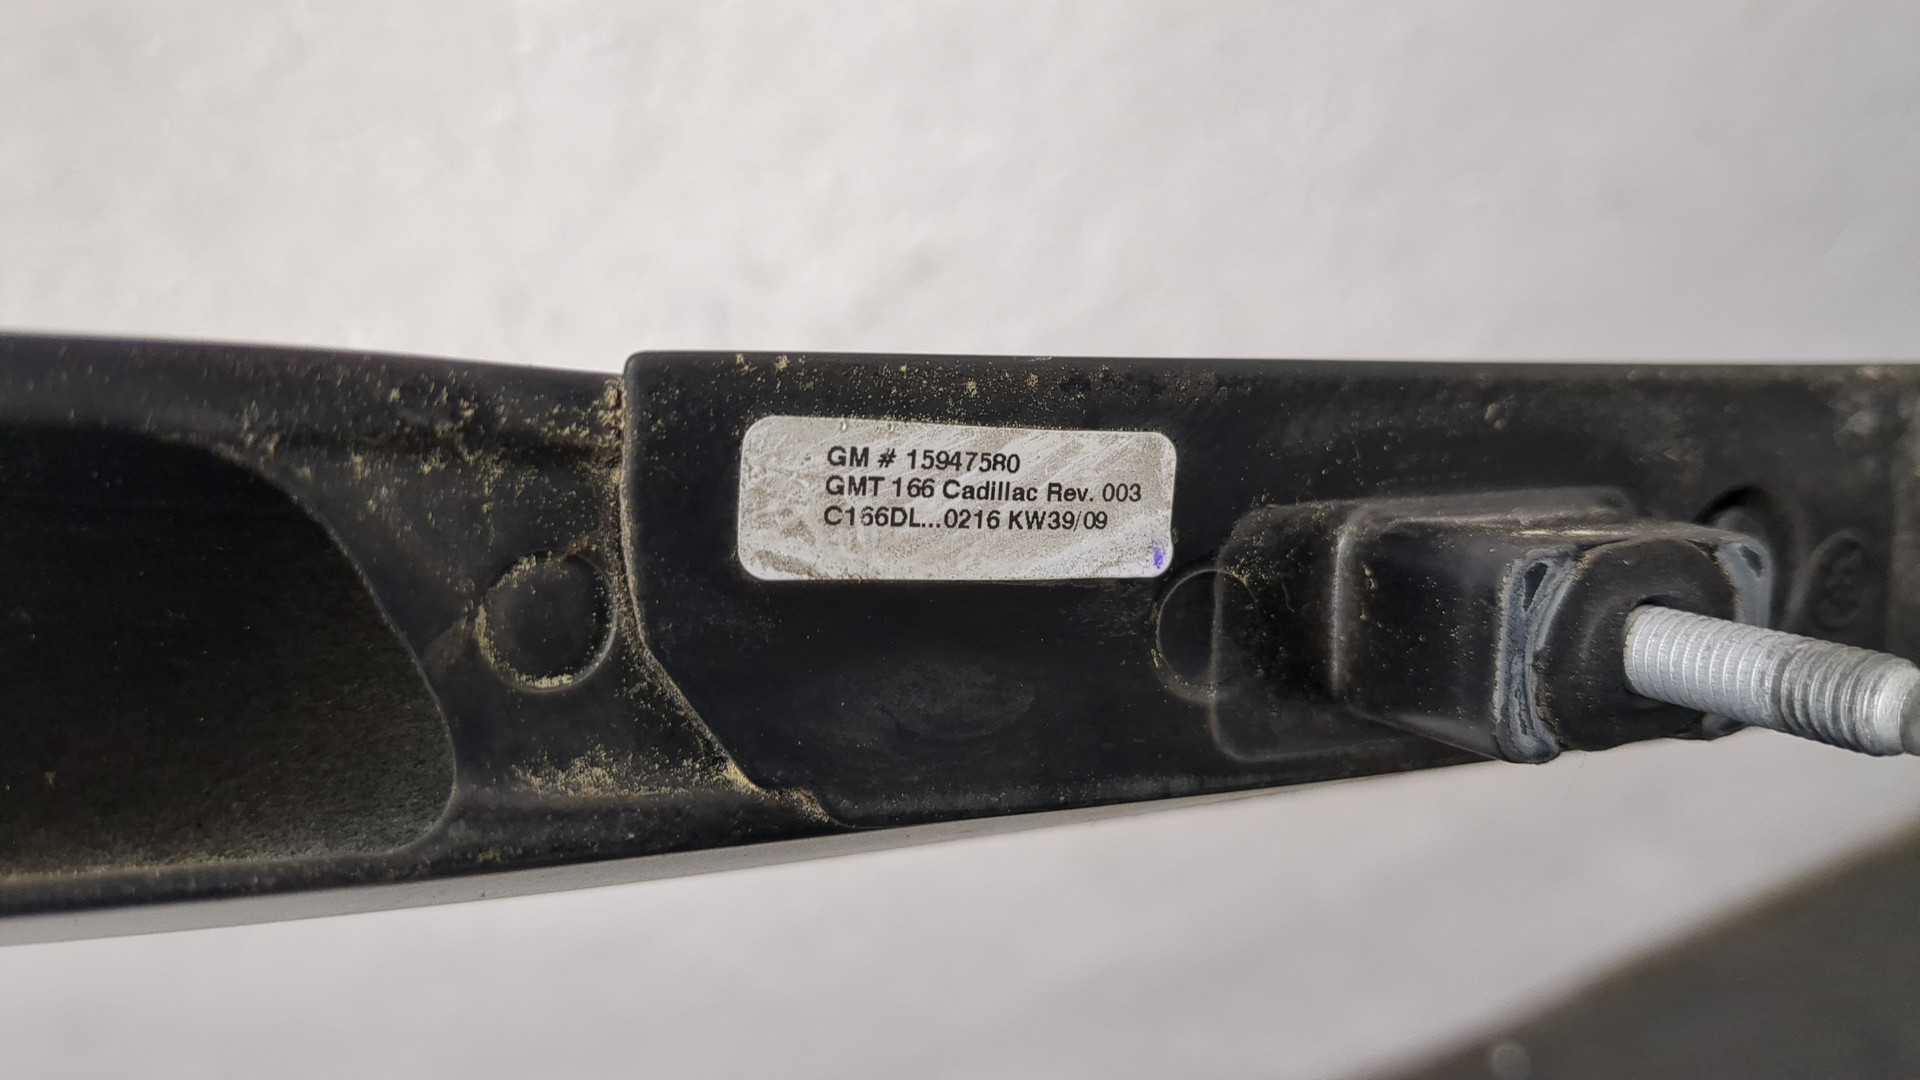 GM # 15947580
GMT 166 Cadillac Rev. 003
C166DL...0216 KW39/09